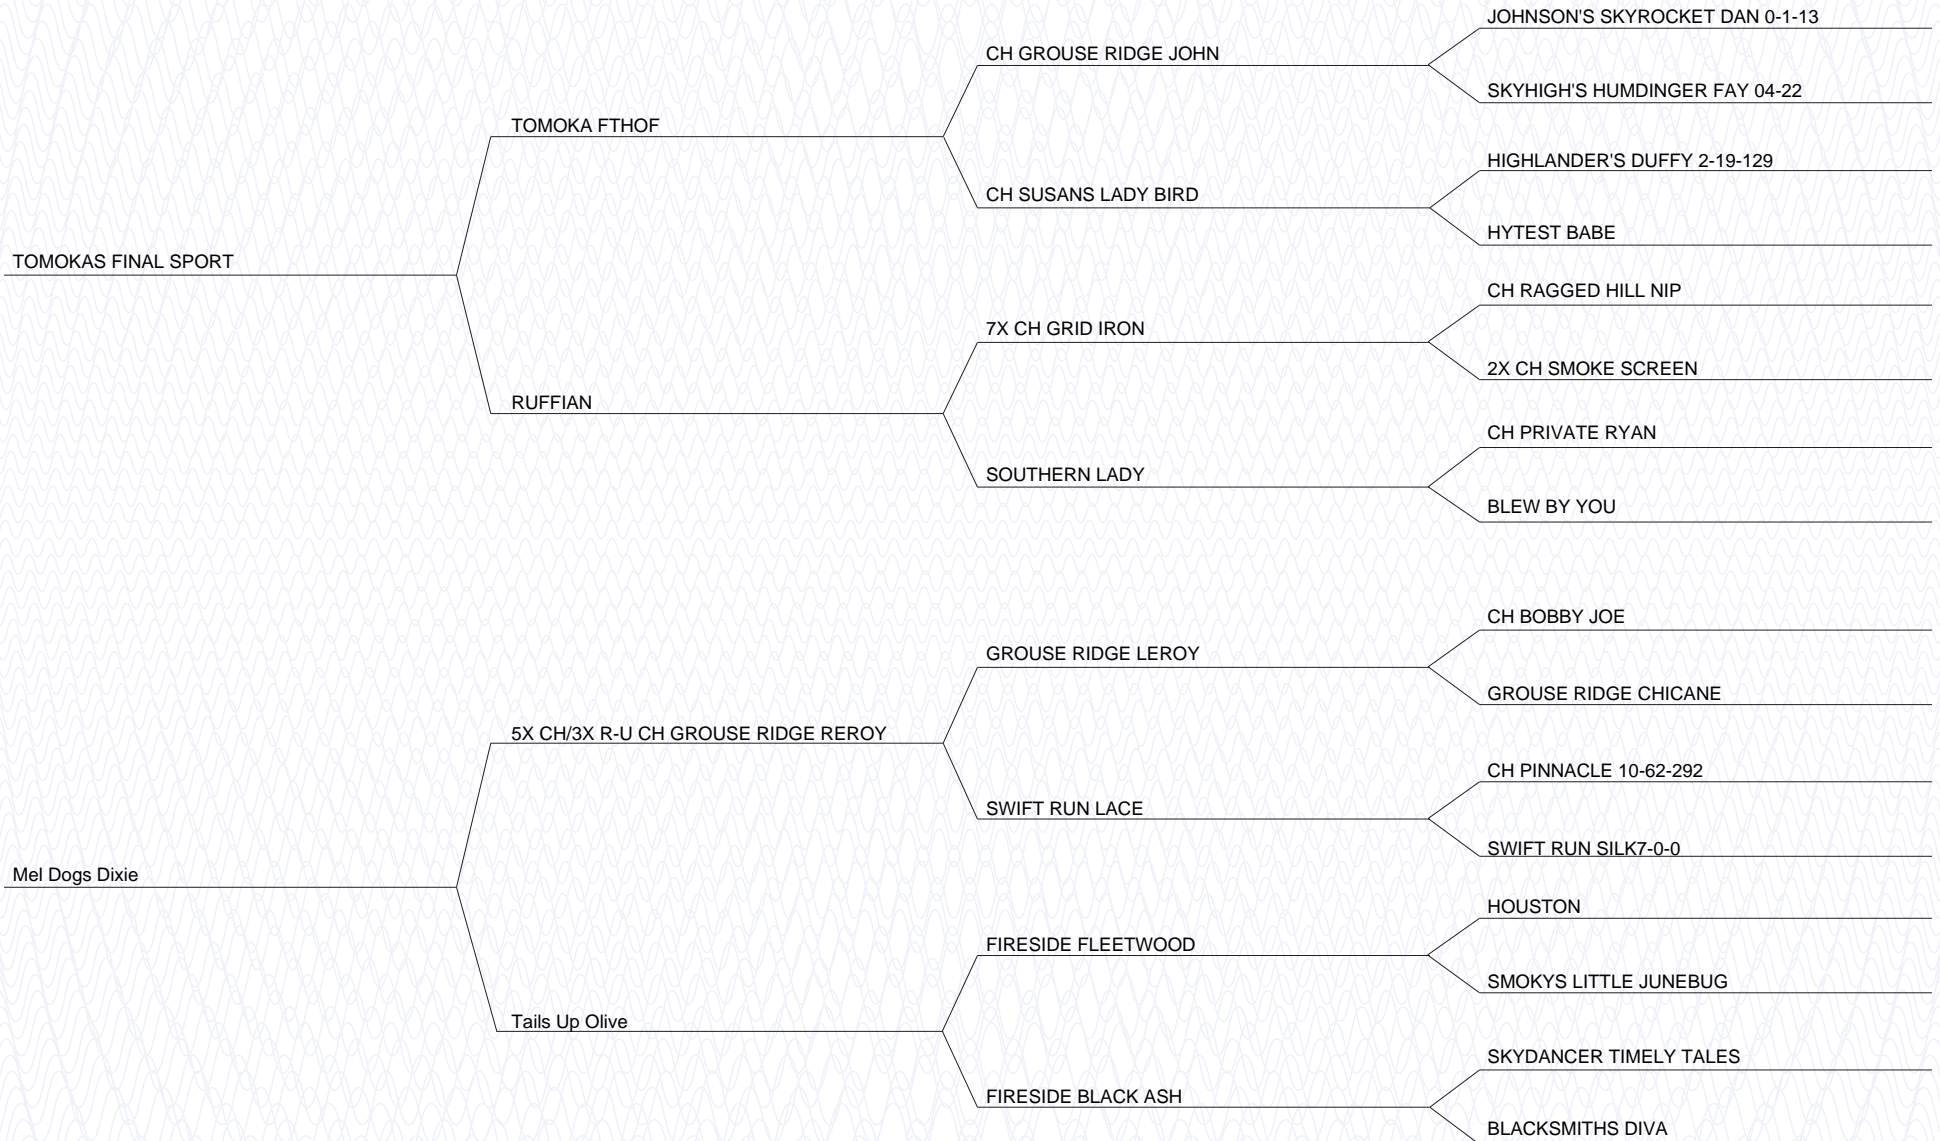 JOHNSON'S SKYROCKET DAN 0-1-13
CH GROUSE RIDGE JOHN
SKYHIGH'S HUMDINGER FAY 04-22
TOMOKA FTHOF
HIGHLANDER'S DUFFY 2-19-129
CH SUSANS LADY BIRD
HYTEST BABE
TOMOKAS FINAL SPORT
CH RAGGED HILL NIP
7X CH GRID IRON
2X CH SMOKE SCREEN
RUFFIAN
CH PRIVATE RYAN
SOUTHERN LADY
BLEW BY YOU
CH BOBBY JOE
GROUSE RIDGE LEROY
GROUSE RIDGE CHICANE
5X CH/3X R-U CH GROUSE RIDGE REROY
CH PINNACLE 10-62-292
SWIFT RUN LACE
SWIFT RUN SILK7-0-0
Mel Dogs Dixie
HOUSTON
FIRESIDE FLEETWOOD
SMOKYS LITTLE JUNEBUG
Tails Up Olive
SKYDANCER TIMELY TALES
FIRESIDE BLACK ASH
BLACKSMITHS DIVA